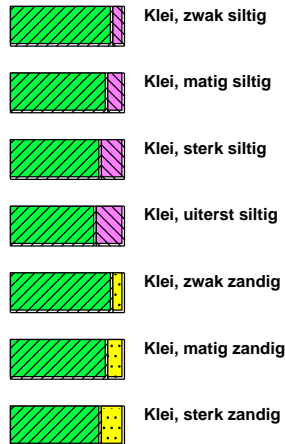 Klei, zwak siltig
Klei, matig siltig
Klei, sterk siltig
Klei, uiterst siltig
Klei, zwak zandig
Klei, matig zandig
Klei, sterk zandig